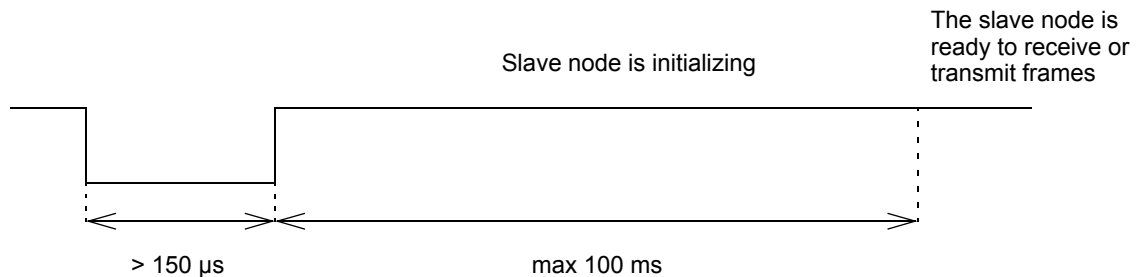 The slave node is
ready to receive or
transmit frames
Slave node is initializing
> 150 µs
max 100 ms